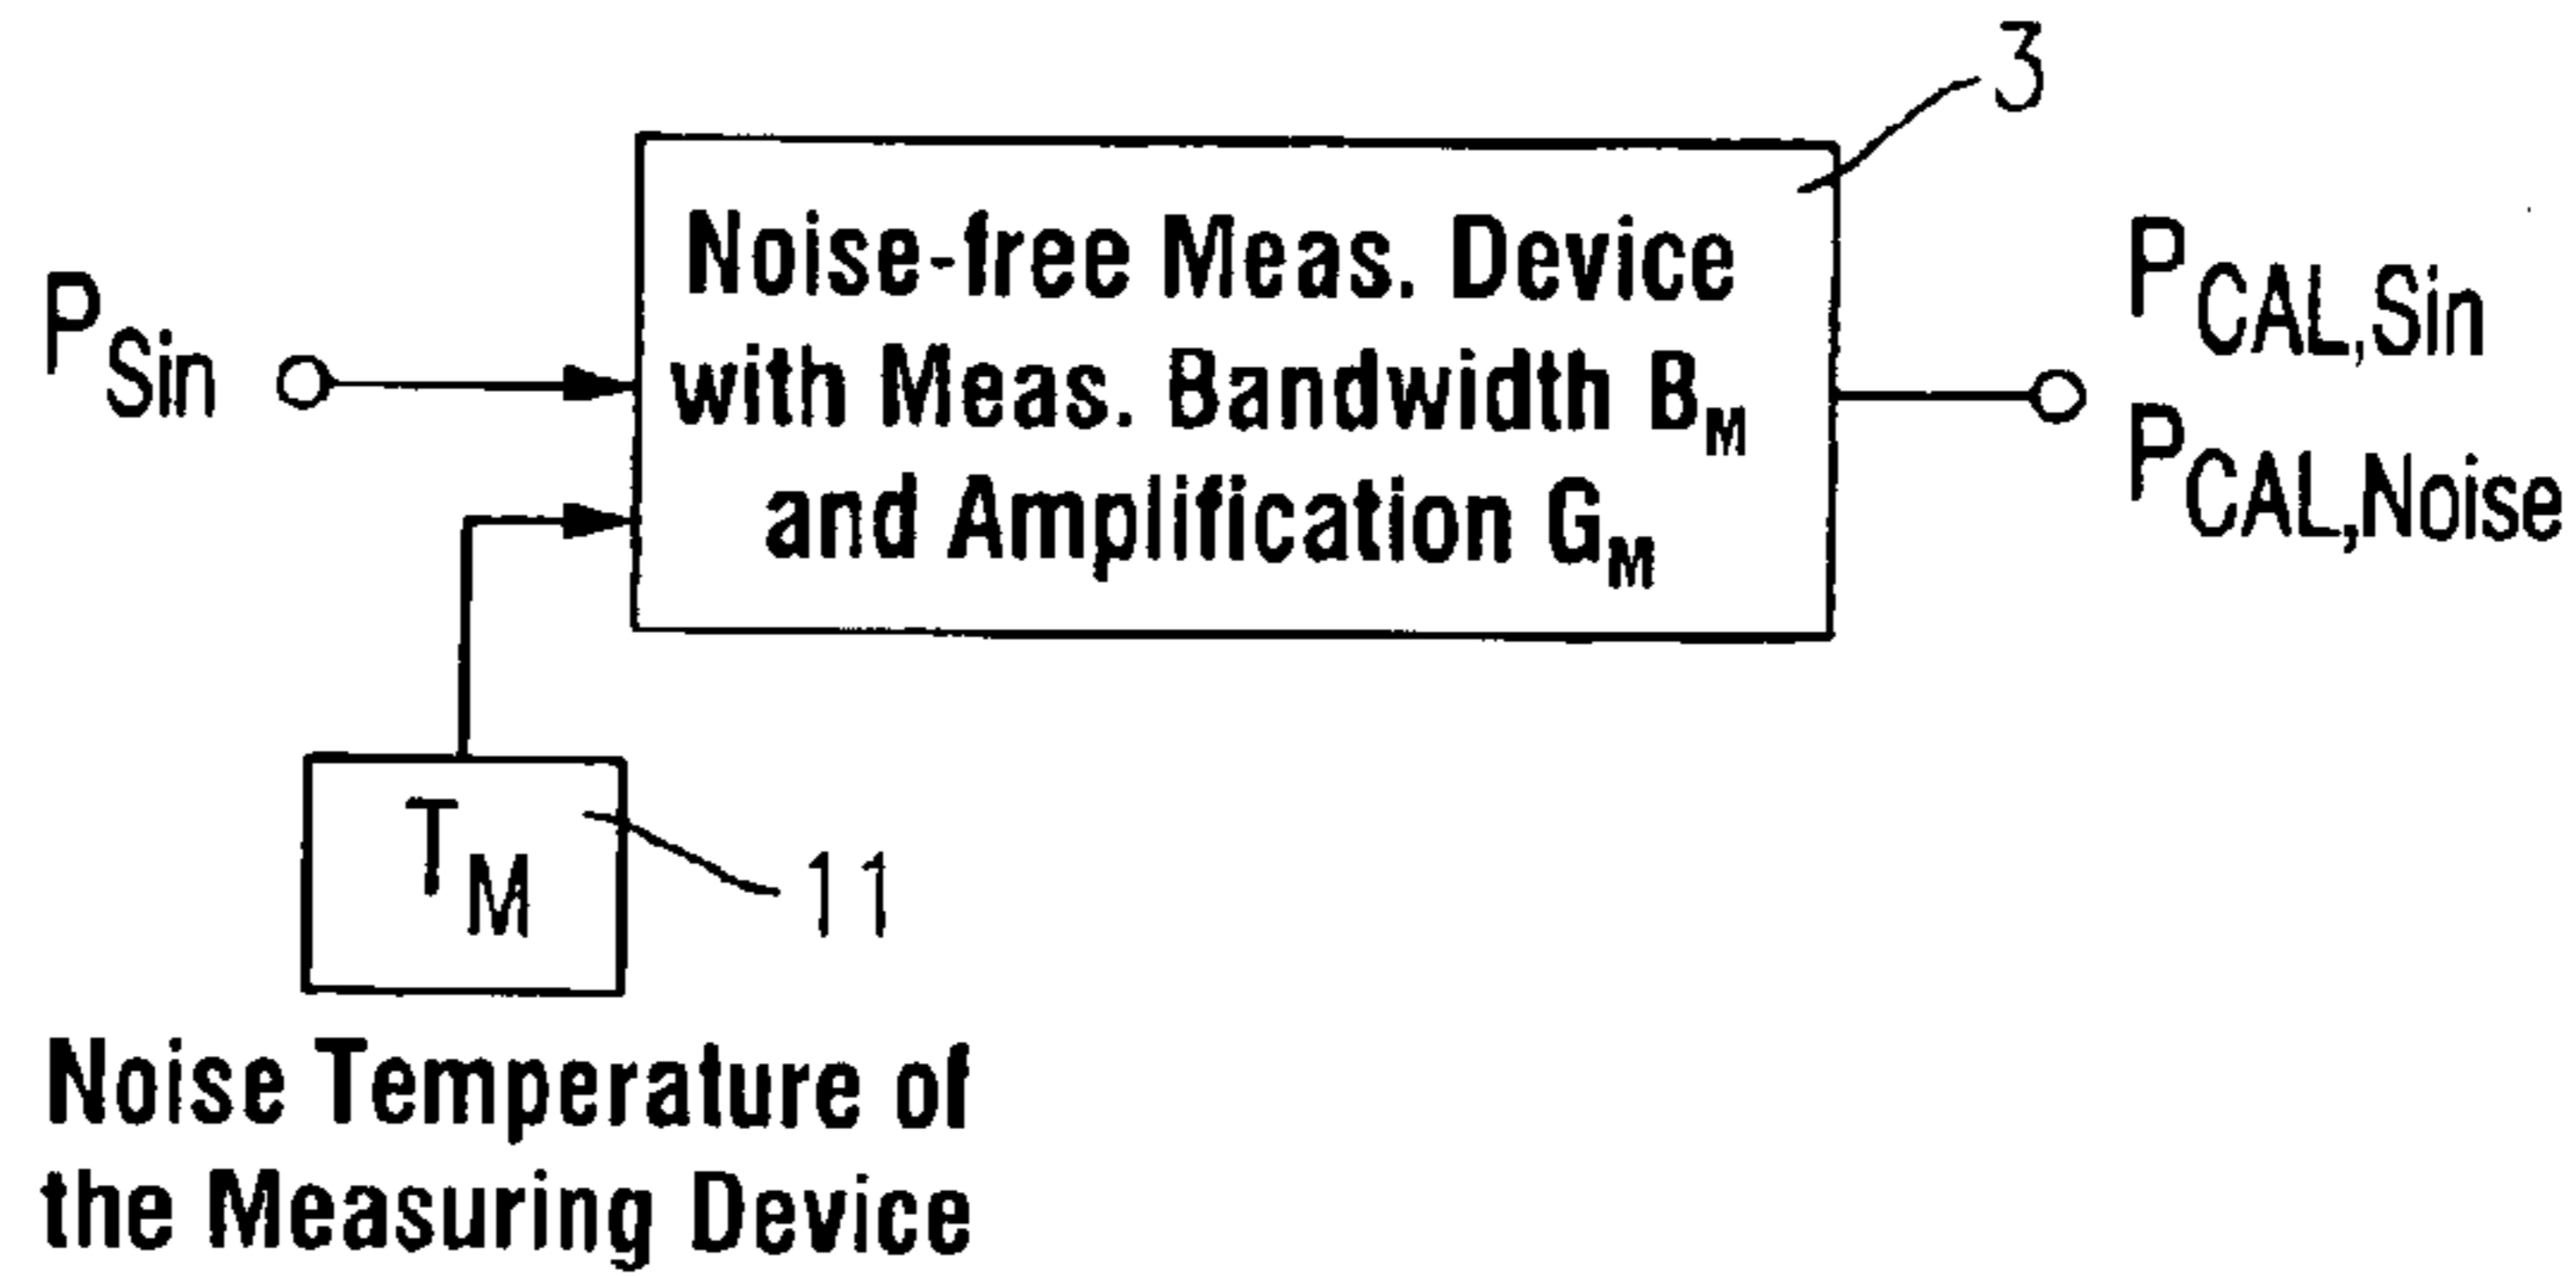 3
Noise-free Meas. Device
with Meas. Bandwidth B_M
and Amplification G_M
P_Sin
P_CAL,Sin
P_CAL,Noise
T_M
11
Noise Temperature of
the Measuring Device